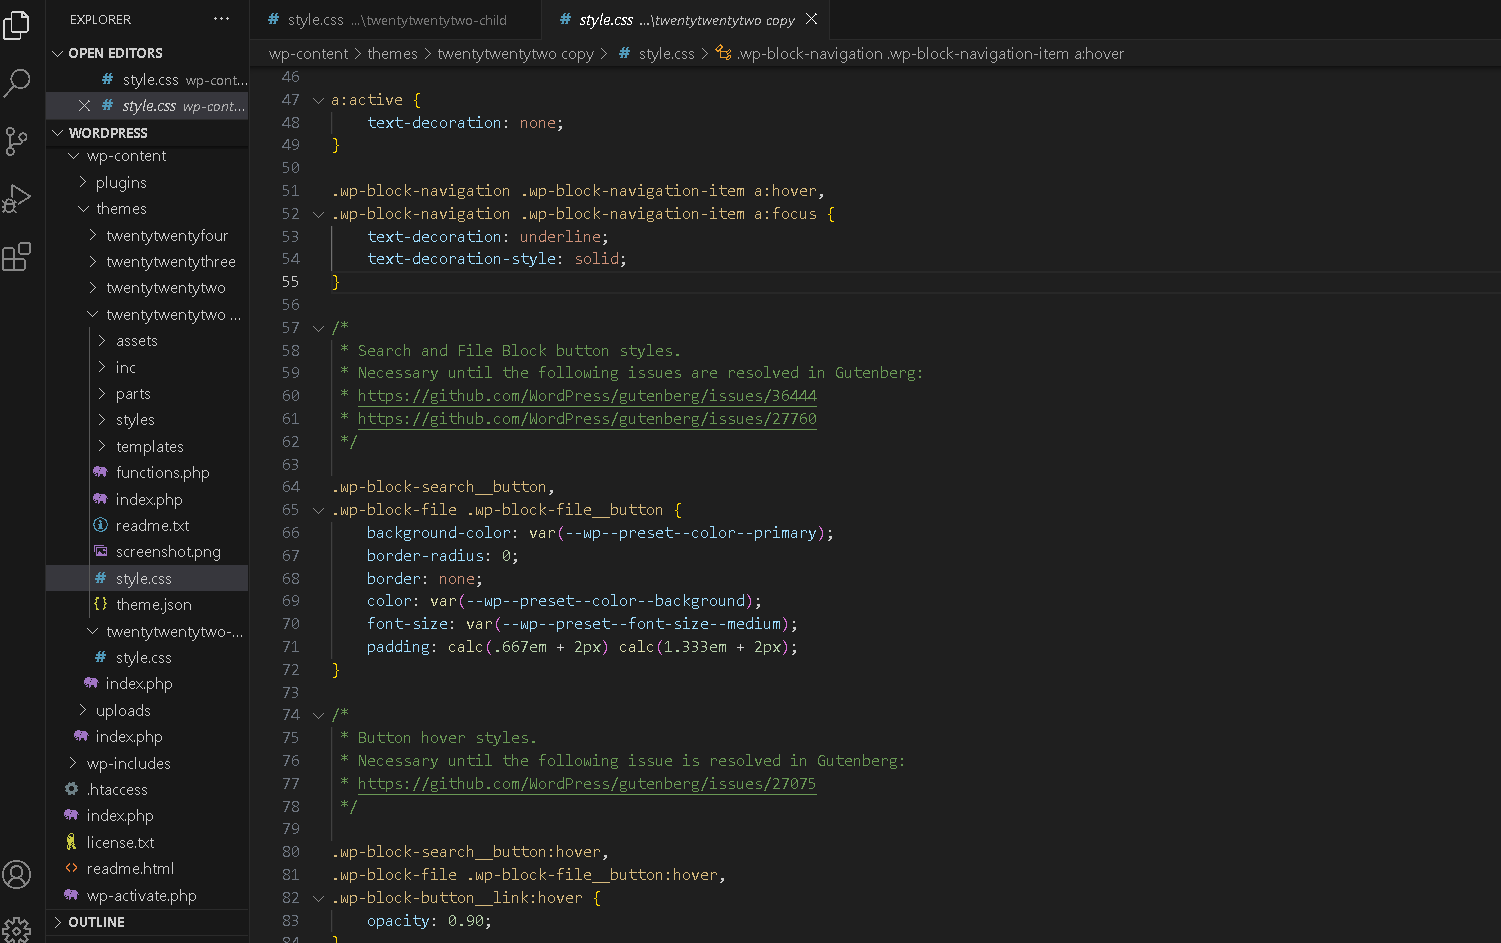 EXPLORER
OPEN EDITORS
style.css wp-cont...
style.css wp-cont...
WORDPRESS
wp-content
plugins
themes
twentytwentyfour
twentytwentythree
twentytwentytwo
twentytwentytwo ...
assets
inc
parts
styles
templates
functions.php
index.php
readme.txt
screenshot.png
style.css
theme.json
twentytwentytwo-...
style.css
index.php
uploads
index.php
wp-includes
.htaccess
index.php
license.txt
readme.html
wp-activate.php
OUTLINE
style.css ...\twentytwentytwo-child
style.css ...\twentytwentytwo copy
wp-content > themes > twentytwentytwo copy > # style.css > .wp-block-navigation .wp-block-navigation-item a:hover
46
47 a:active {
48 text-decoration: none;
49 }
50
51 .wp-block-navigation .wp-block-navigation-item a:hover,
52 .wp-block-navigation .wp-block-navigation-item a:focus {
53 text-decoration: underline;
54 text-decoration-style: solid;
55 }
56
57 /*
58 * Search and File Block button styles.
59 * Necessary until the following issues are resolved in Gutenberg:
60 * https://github.com/WordPress/gutenberg/issues/36444
61 * https://github.com/WordPress/gutenberg/issues/27760
62 */
63
64 .wp-block-search__button,
65 .wp-block-file .wp-block-file__button {
66 background-color: var(--wp--preset--color--primary);
67 border-radius: 0;
68 border: none;
69 color: var(--wp--preset--color--background);
70 font-size: var(--wp--preset--font-size--medium);
71 padding: calc(.667em + 2px) calc(1.333em + 2px);
72 }
73
74 /*
75 * Button hover styles.
76 * Necessary until the following issue is resolved in Gutenberg:
77 * https://github.com/WordPress/gutenberg/issues/27075
78 */
79
80 .wp-block-search__button:hover,
81 .wp-block-file .wp-block-file__button:hover,
82 .wp-block-button__link:hover {
83 opacity: 0.90;
84 }